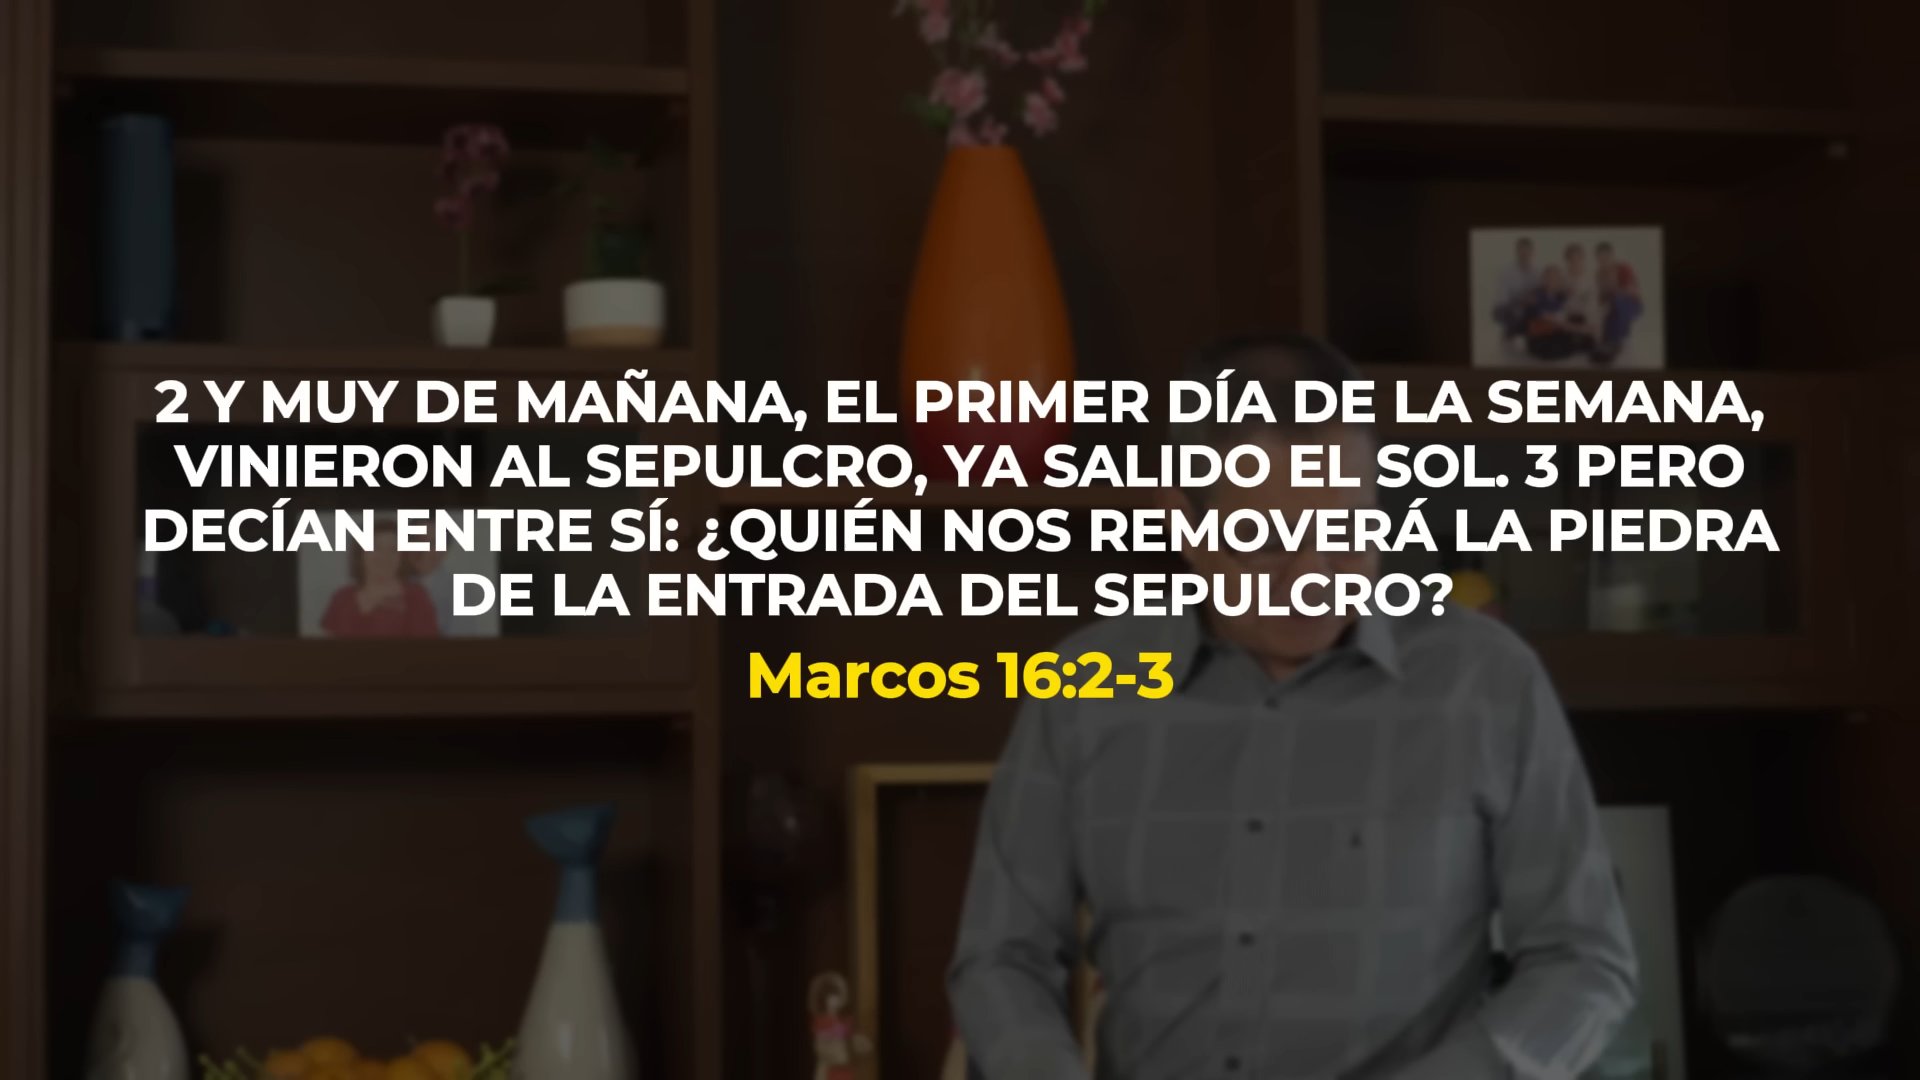 2 Y MUY DE MAÑANA, EL PRIMER DÍA DE LA SEMANA,
VINIERON AL SEPULCRO, YA SALIDO EL SOL. 3 PERO
DECÍAN ENTRE SÍ: ¿QUIÉN NOS REMOVERÁ LA PIEDRA
DE LA ENTRADA DEL SEPULCRO?
Marcos 16:2-3